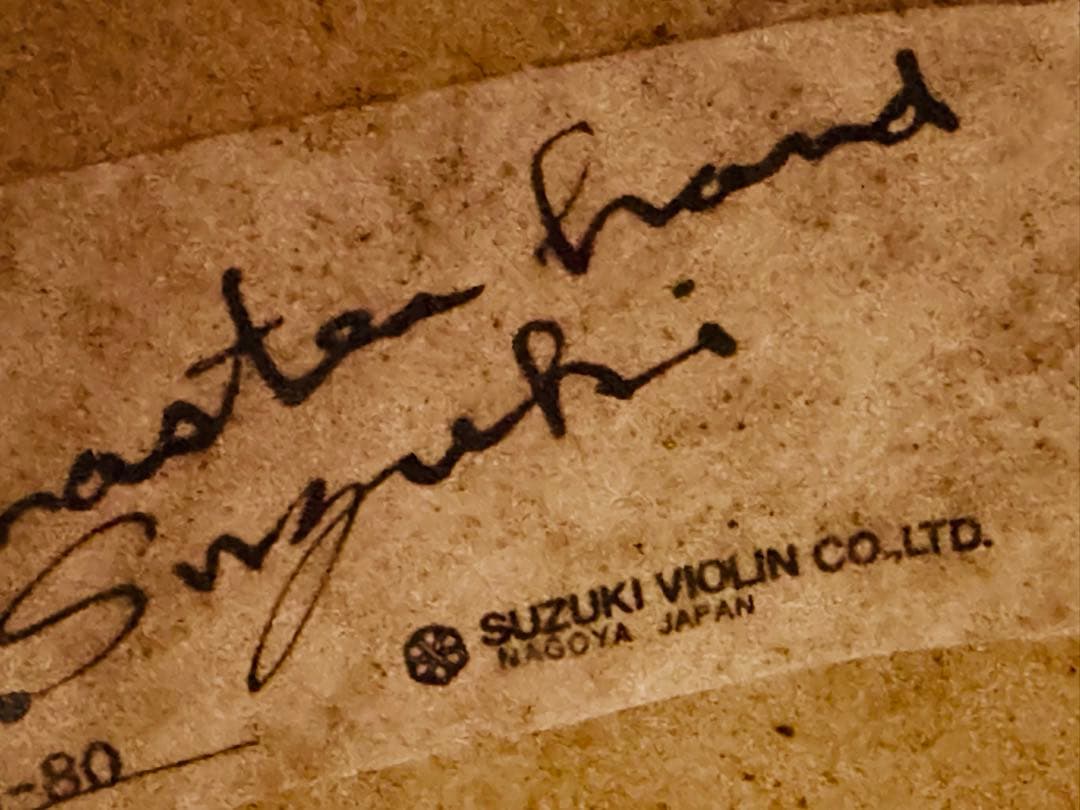 master hand
Suzuki
SUZUKI VIOLIN CO.,LTD.
NAGOYA JAPAN
-80